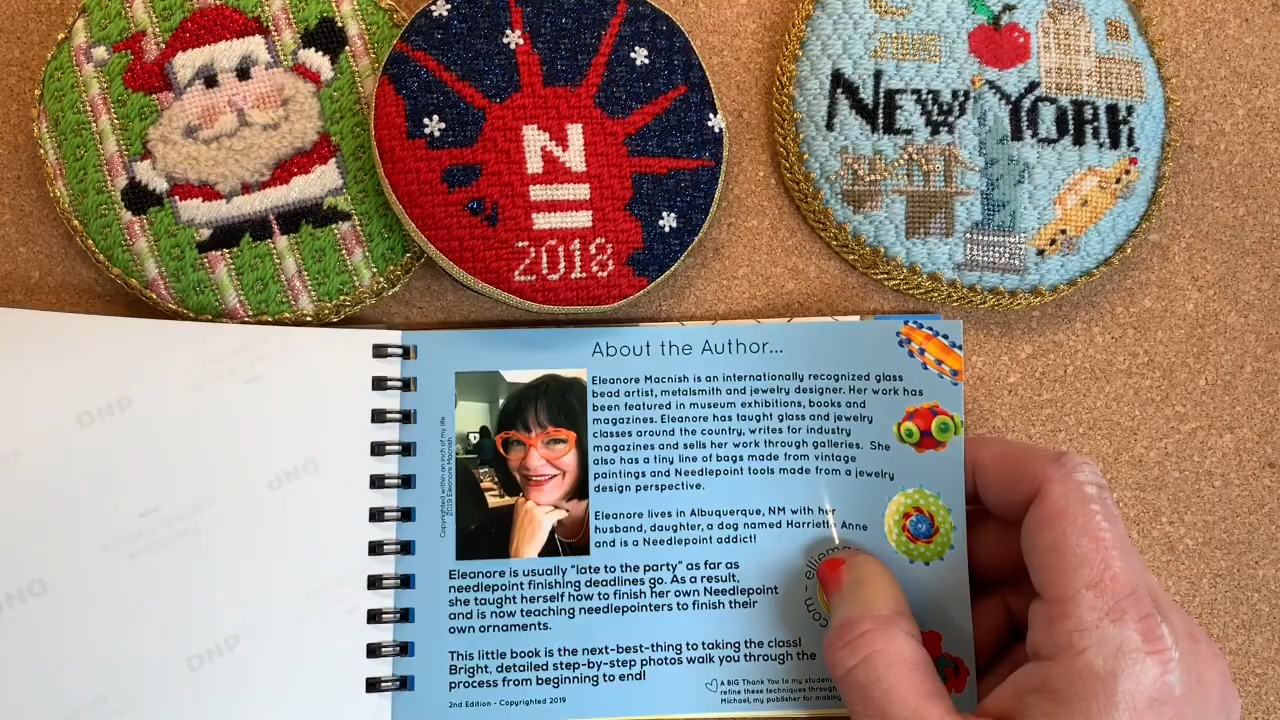 2018
NEW YORK
N
2018
About the Author...
Eleanore Macnish is an internationally recognized glass
bead artist, metalsmith and jewelry designer. Her work has
been featured in museum exhibitions, books and
magazines. Eleanore has taught glass and jewelry
classes around the country, writes for industry
magazines and sells her work through galleries. She
also has a tiny line of bags made from vintage
paintings and Needlepoint tools made from a jewelry
design perspective.
Eleanore lives in Albuquerque, NM with her
husband, daughter, a dog named Harriett Anne
and is a Needlepoint addict!
Copyrighted within an inch of my life
2019 Eleanore Macnish
Eleanore is usually "late to the party" as far as
needlepoint finishing deadlines go. As a result,
she taught herself how to finish her own Needlepoint
and is now teaching needlepointers to finish their
own ornaments.
This little book is the next-best-thing to taking the class!
Bright, detailed step-by-step photos walk you through the
process from beginning to end!
2nd Edition - Copyrighted 2019
A BiG Thank You to my students
refine these techniques through
Michael, my publisher for making
com - elliema
DNP
DNP
DNP
DNP